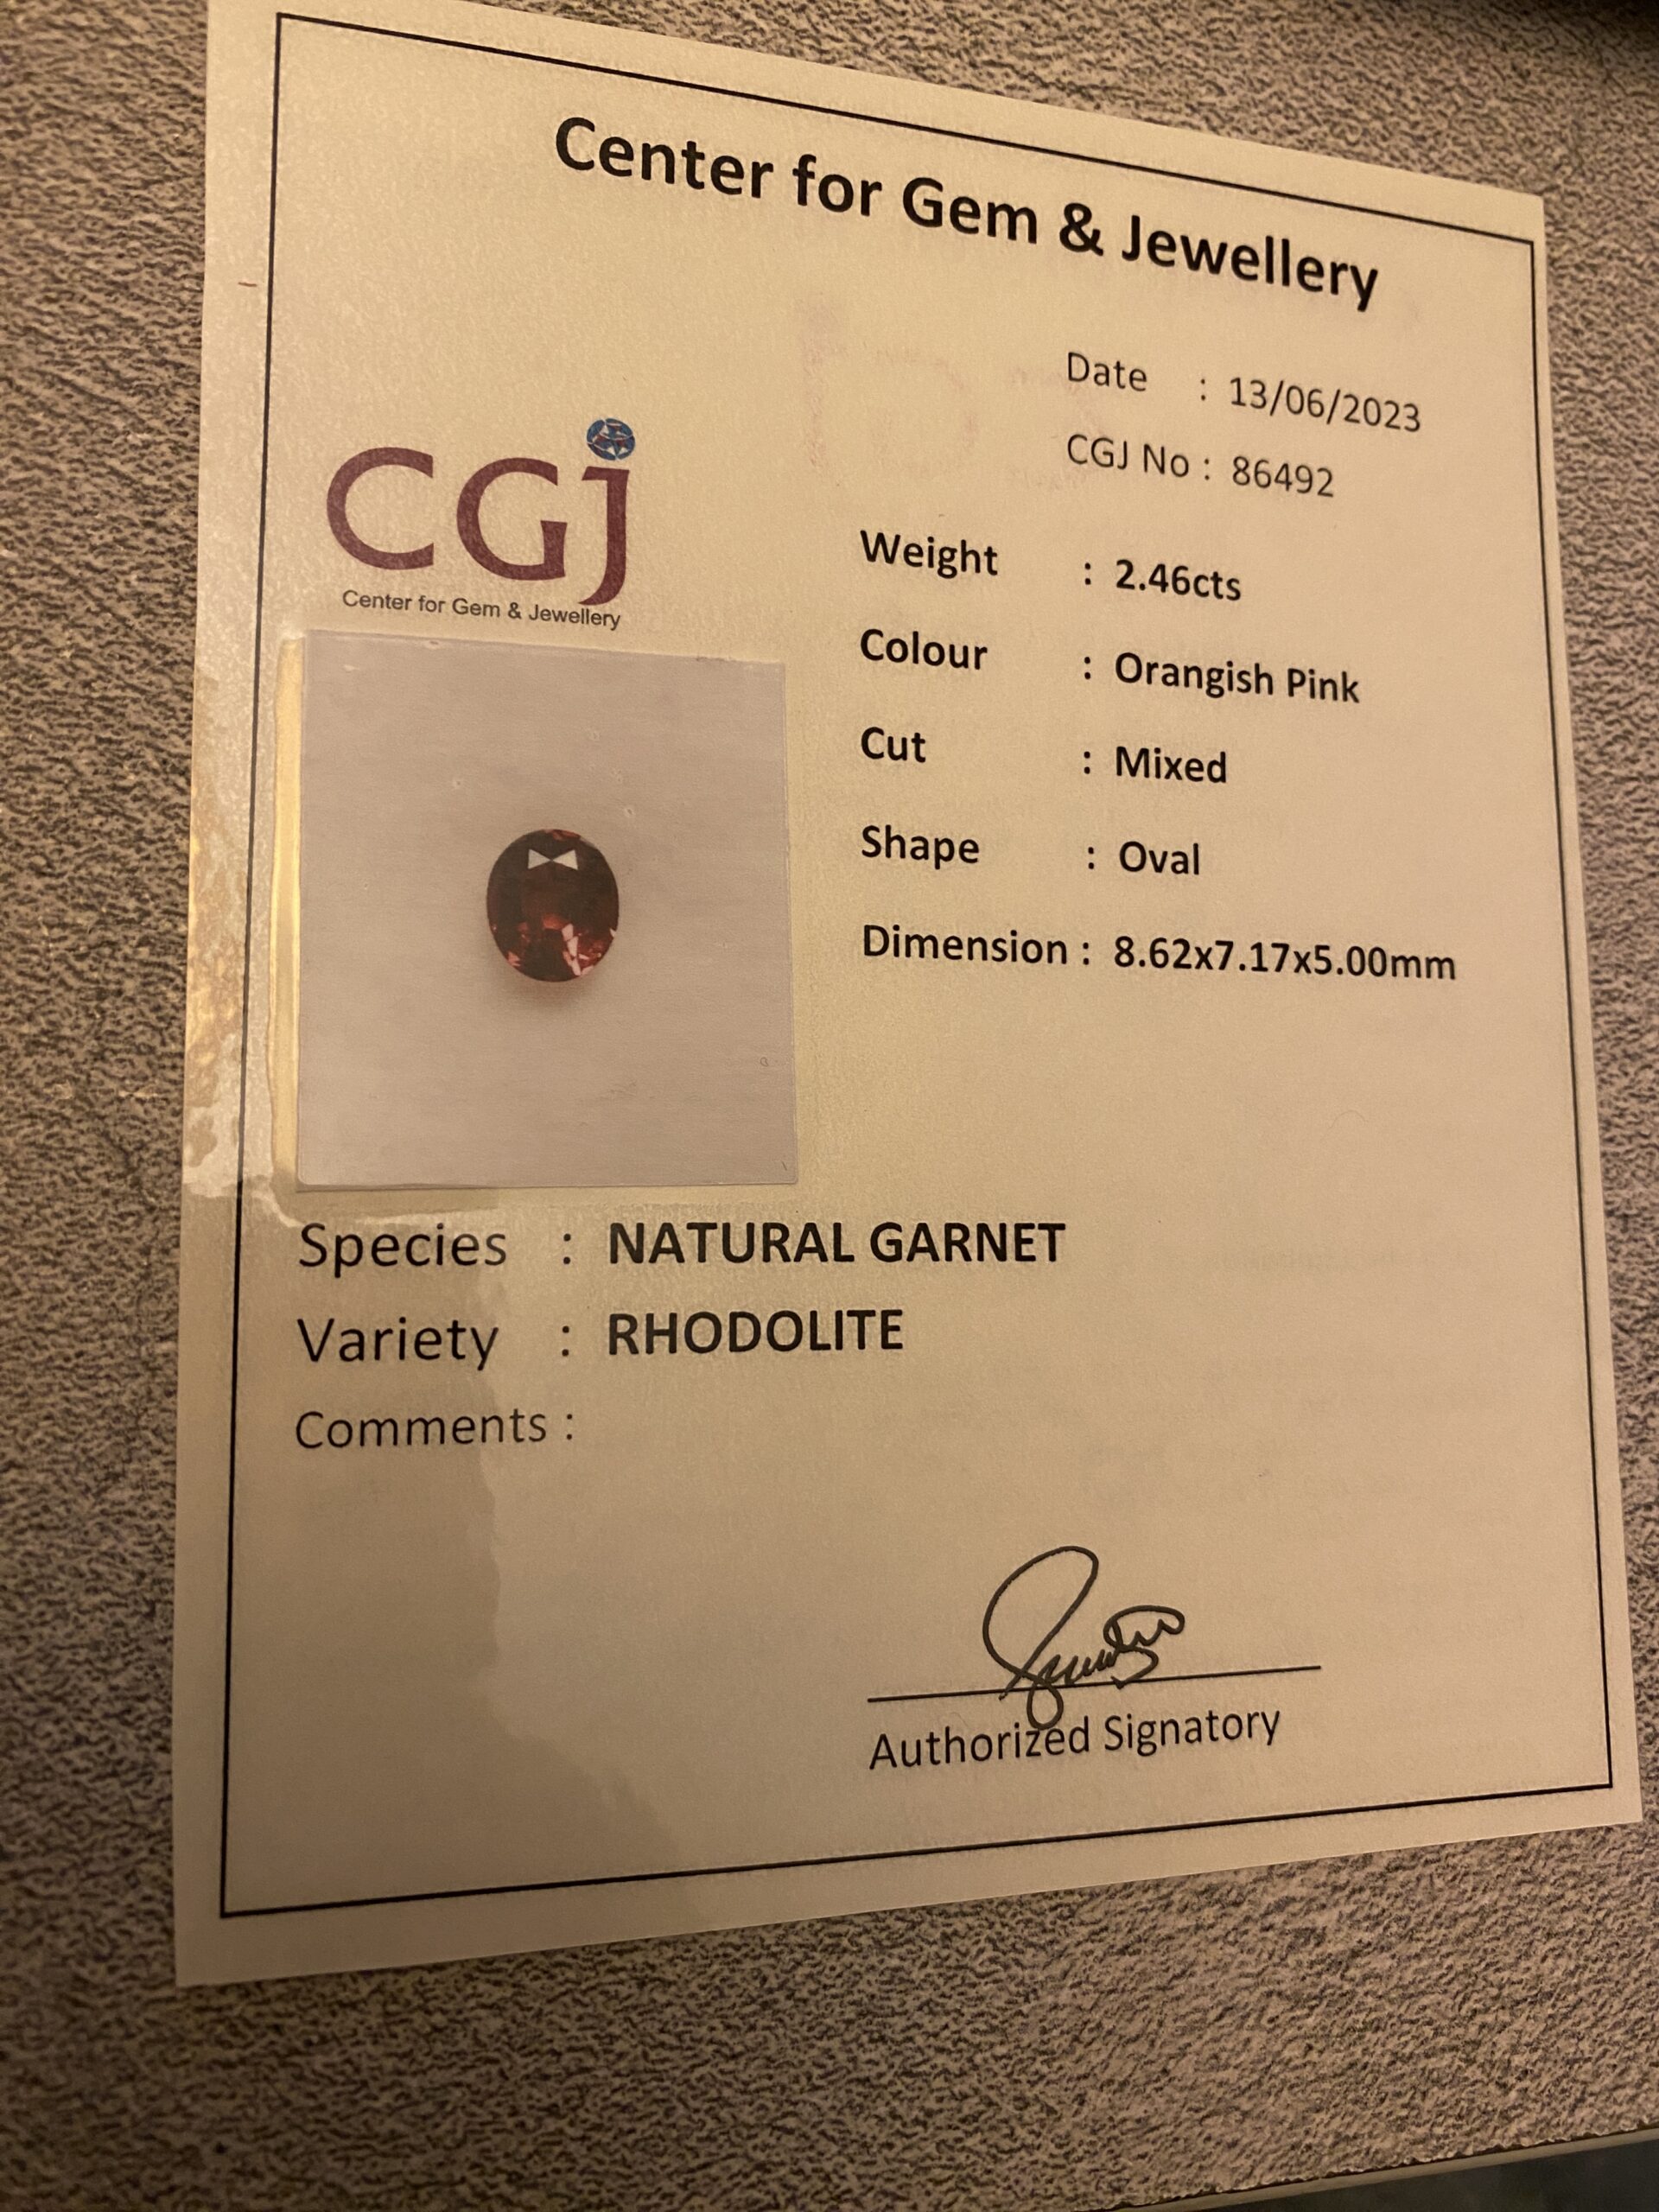 Center for Gem & Jewellery
Date : 13/06/2023
CGJ No : 86492
CGJ
Center for Gem & Jewellery
Weight : 2.46cts
Colour : Orangish Pink
Cut : Mixed
Shape : Oval
Dimension : 8.62x7.17x5.00mm
Species : NATURAL GARNET
Variety : RHODOLITE
Comments :
Authorized Signatory